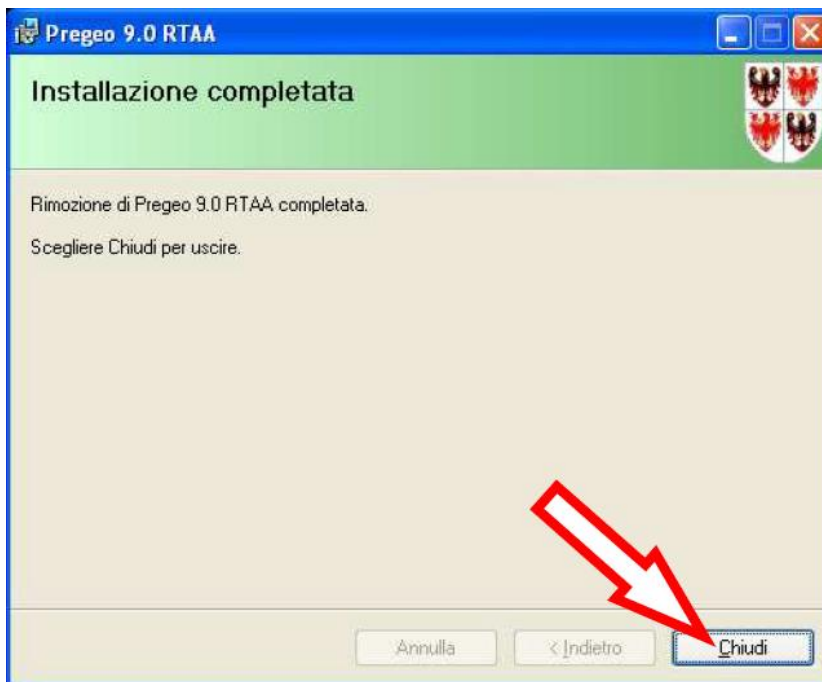 Pregeo 9.0 RTAA
Installazione completata
Rimozione di Pregeo 9.0 RTAA completata.
Scegliere Chiudi per uscire.
Annulla
< Indietro
Chiudi